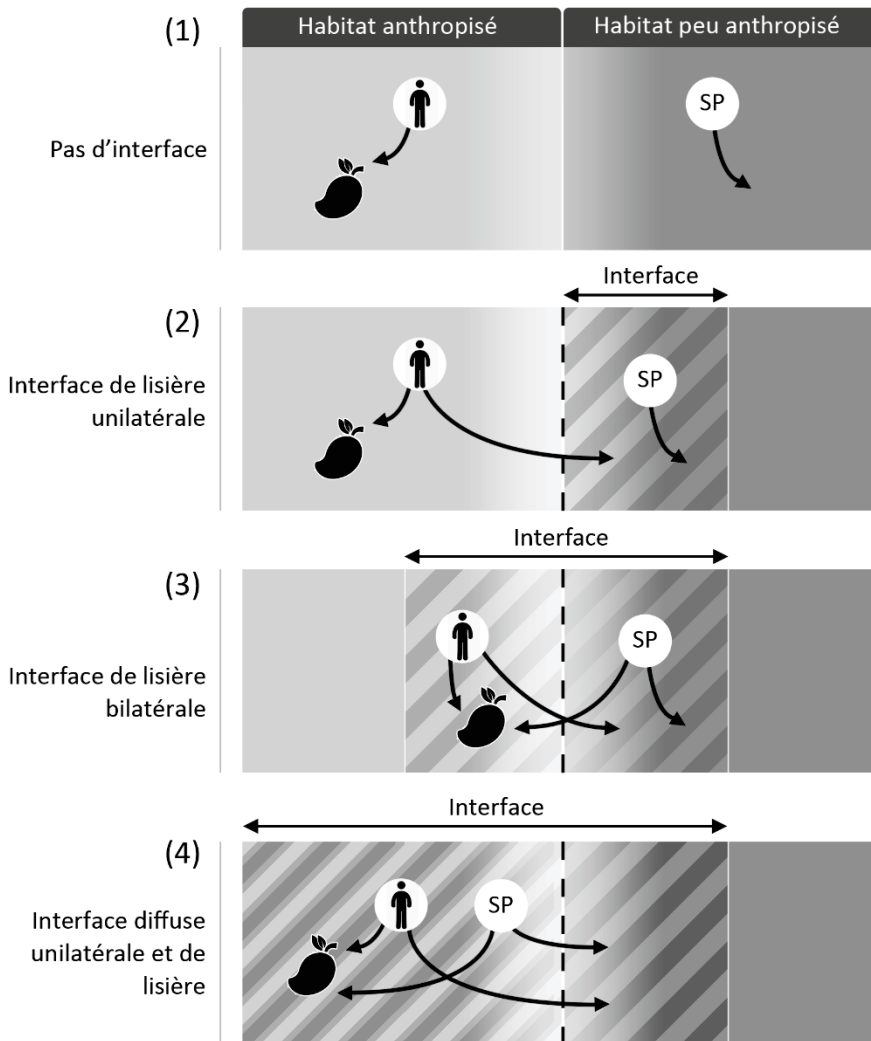 (1)
Habitat anthropisé
Habitat peu anthropisé
SP
Pas d'interface
Interface
(2)
SP
Interface de lisière
unilatérale
Interface
(3)
SP
Interface de lisière
bilatérale
Interface
(4)
SP
Interface diffuse
unilatérale et de
lisière